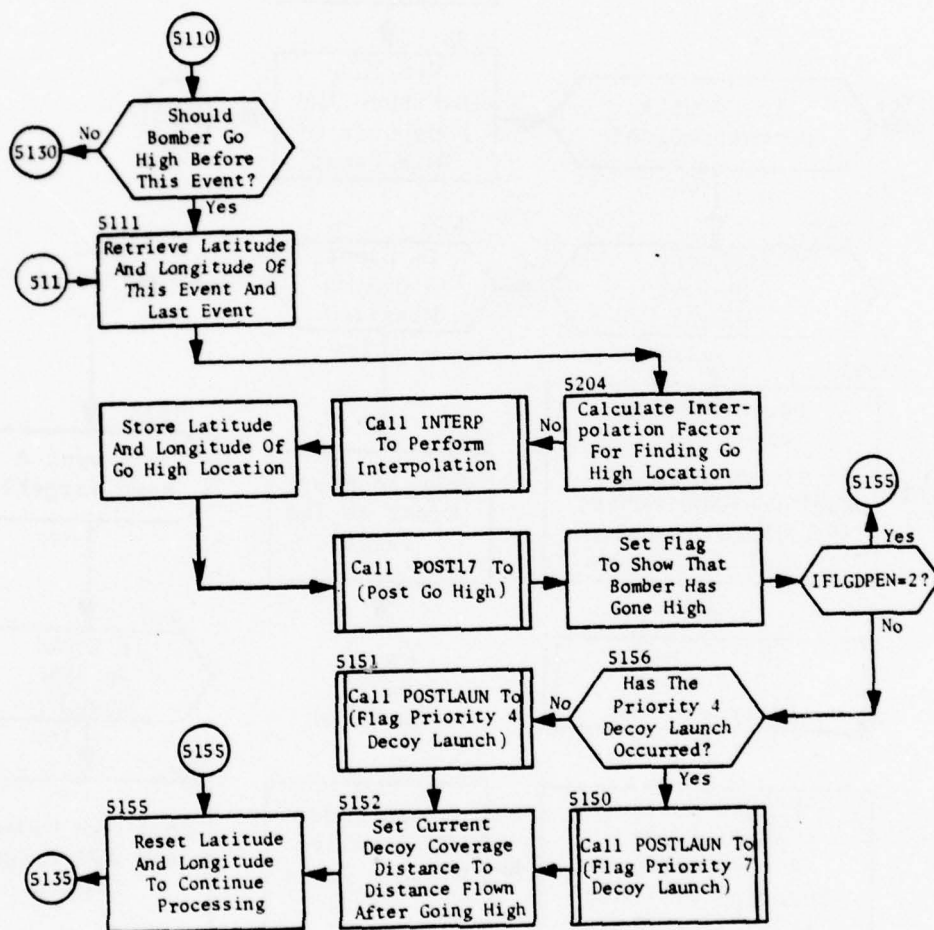 5110
Should
Bomber Go
High Before
This Event?
No
5130
Yes
5111
Retrieve Latitude
And Longitude Of
This Event And
Last Event
511
5204
Calculate Inter-
polation Factor
For Finding Go
High Location
No
Call INTERP
To Perform
Interpolation
Store Latitude
And Longitude Of
Go High Location
Call POST17 To
(Post Go High)
Set Flag
To Show That
Bomber Has
Gone High
IFLGDPEN=2?
Yes
5155
No
5156
Has The
Priority 4
Decoy Launch
Occurred?
No
5151
Call POSTLAUN To
(Flag Priority 4
Decoy Launch)
Yes
5150
Call POSTLAUN To
(Flag Priority 7
Decoy Launch)
5152
Set Current
Decoy Coverage
Distance To
Distance Flown
After Going High
5155
5155
Reset Latitude
And Longitude
To Continue
Processing
5135